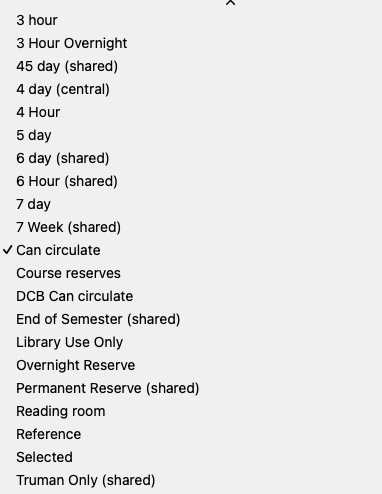 3 hour
3 Hour Overnight
45 day (shared)
4 day (central)
4 Hour
5 day
6 day (shared)
6 Hour (shared)
7 day
7 Week (shared)
✓ Can circulate
Course reserves
DCB Can circulate
End of Semester (shared)
Library Use Only
Overnight Reserve
Permanent Reserve (shared)
Reading room
Reference
Selected
Truman Only (shared)